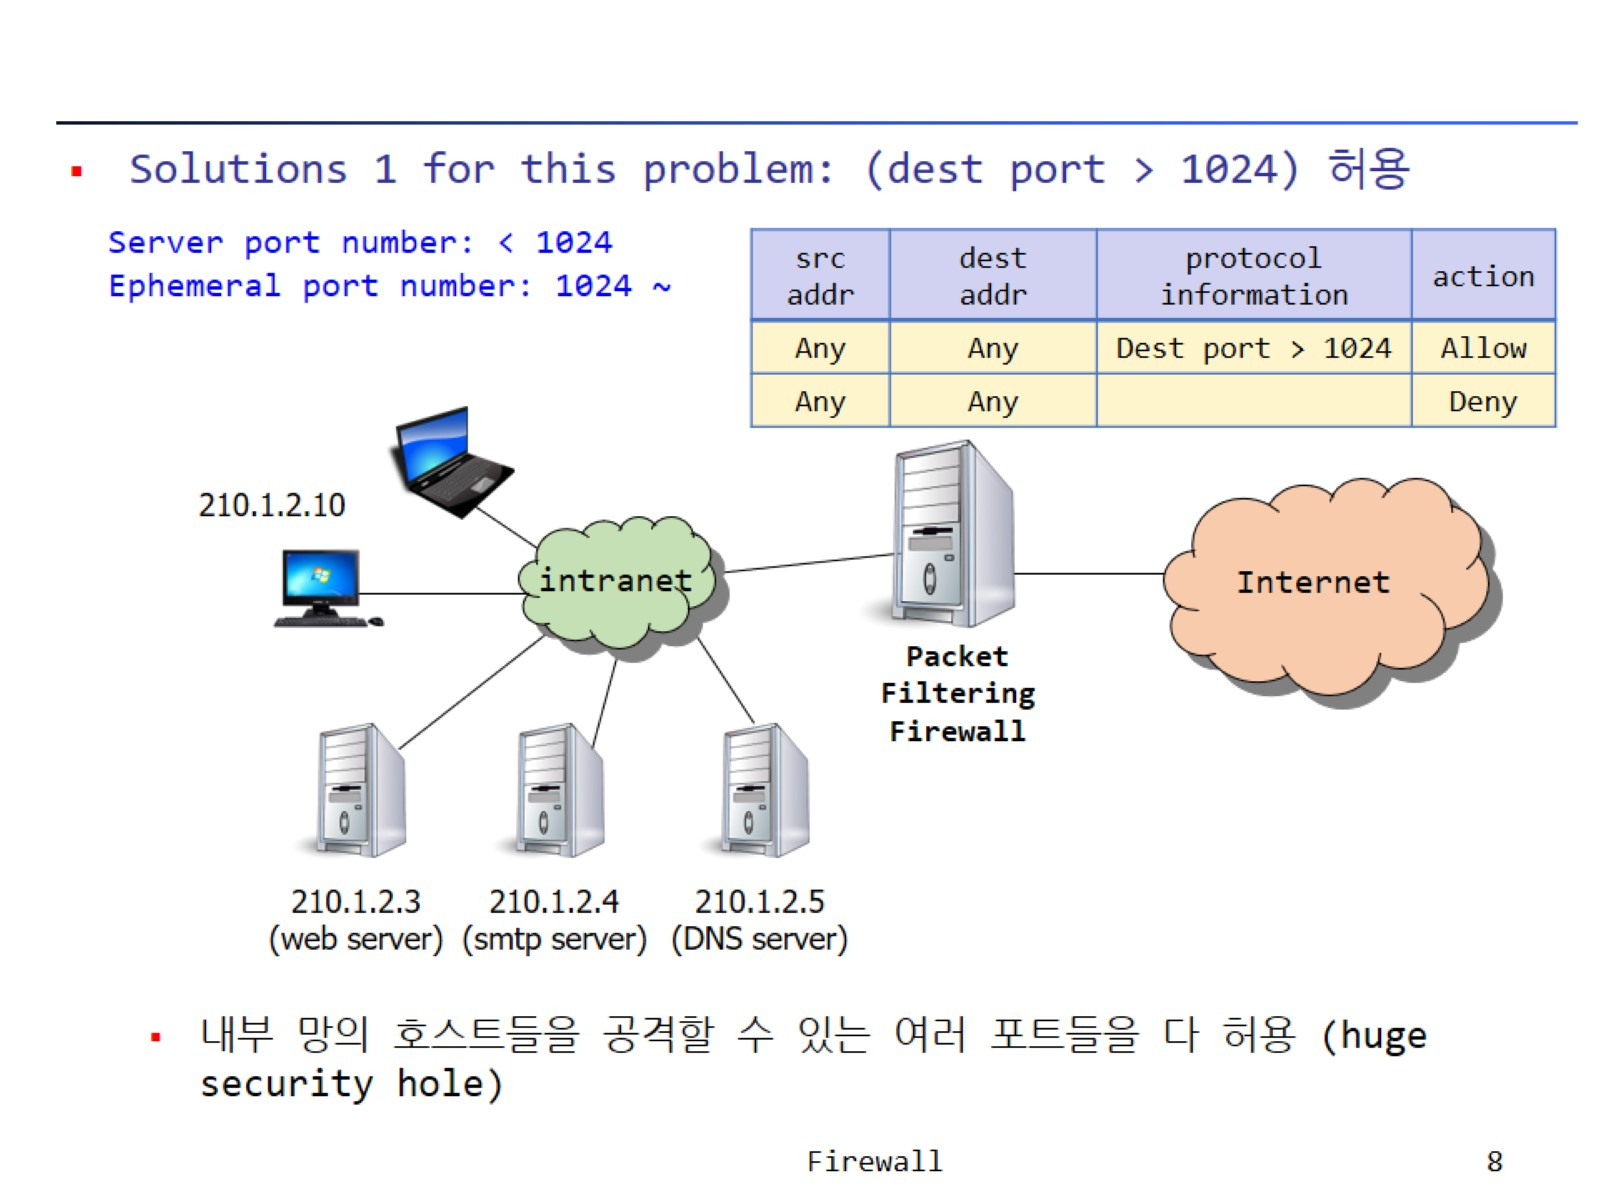 Solutions 1 for this problem: (dest port > 1024) 허용
Server port number: < 1024
Ephemeral port number: 1024 ~
src addr dest addr protocol information action
Any Any Dest port > 1024 Allow
Any Any Deny
210.1.2.10
intranet
Internet
Packet
Filtering
Firewall
210.1.2.3 210.1.2.4 210.1.2.5
(web server) (smtp server) (DNS server)
내부 망의 호스트들을 공격할 수 있는 여러 포트들을 다 허용 (huge
security hole)
Firewall 8